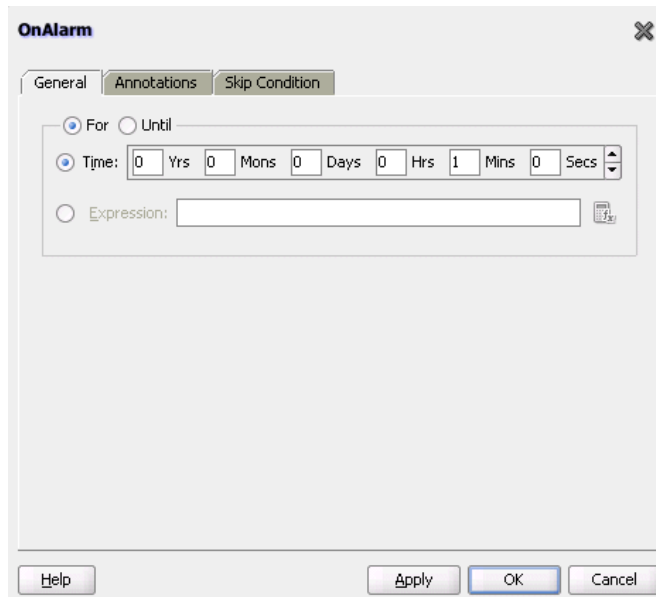 OnAlarm
General Annotations Skip Condition
For Until
Time: 0 Yrs 0 Mons 0 Days 0 Hrs 1 Mins 0 Secs
Expression:
Help Apply OK Cancel